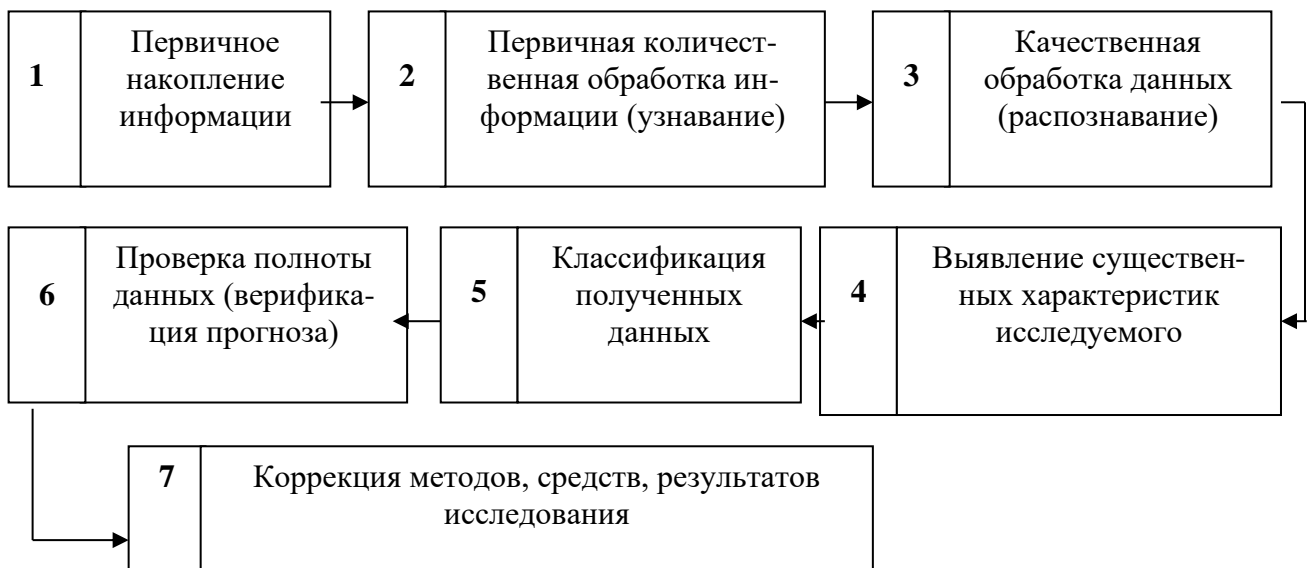 1
Первичное
накопление
информации
2
Первичная количест-
венная обработка ин-
формации (узнавание)
3
Качественная
обработка данных
(распознавание)
4
Выявление существен-
ных характеристик
исследуемого
5
Классификация
полученных
данных
6
Проверка полноты
данных (верифика-
ция прогноза)
7
Коррекция методов, средств, результатов
исследования